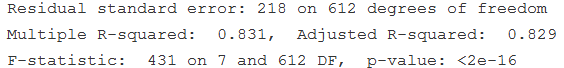 Residual standard error: 218 on 612 degrees of freedom
Multiple R-squared:  0.831,  Adjusted R-squared:  0.829
F-statistic:  431 on 7 and 612 DF,  p-value: <2e-16